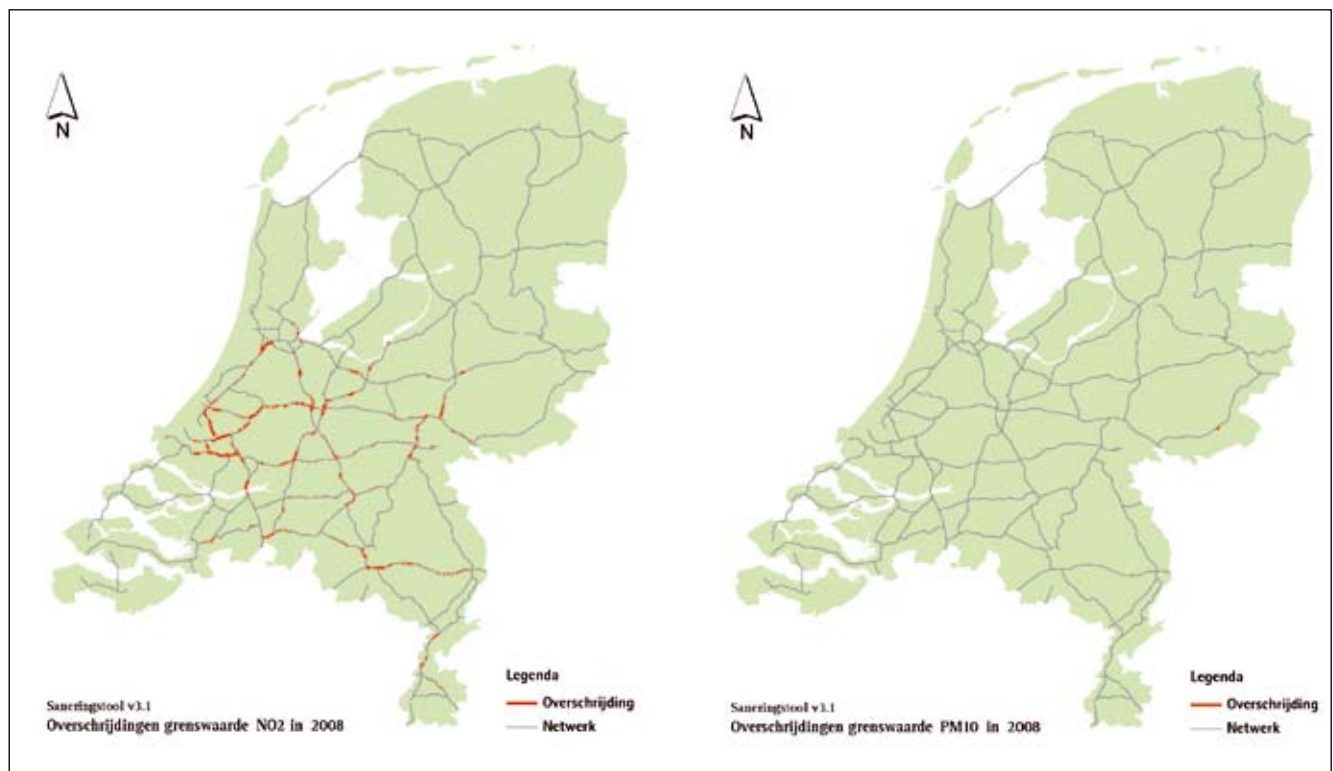 N
Legenda
Saneringstool v3.1
Overschrijding
Overschrijdingen grenswaarde NO2 in 2008
Netwerk
N
Legenda
Saneringstool v3.1
Overschrijding
Overschrijdingen grenswaarde PM10 in 2008
Netwerk